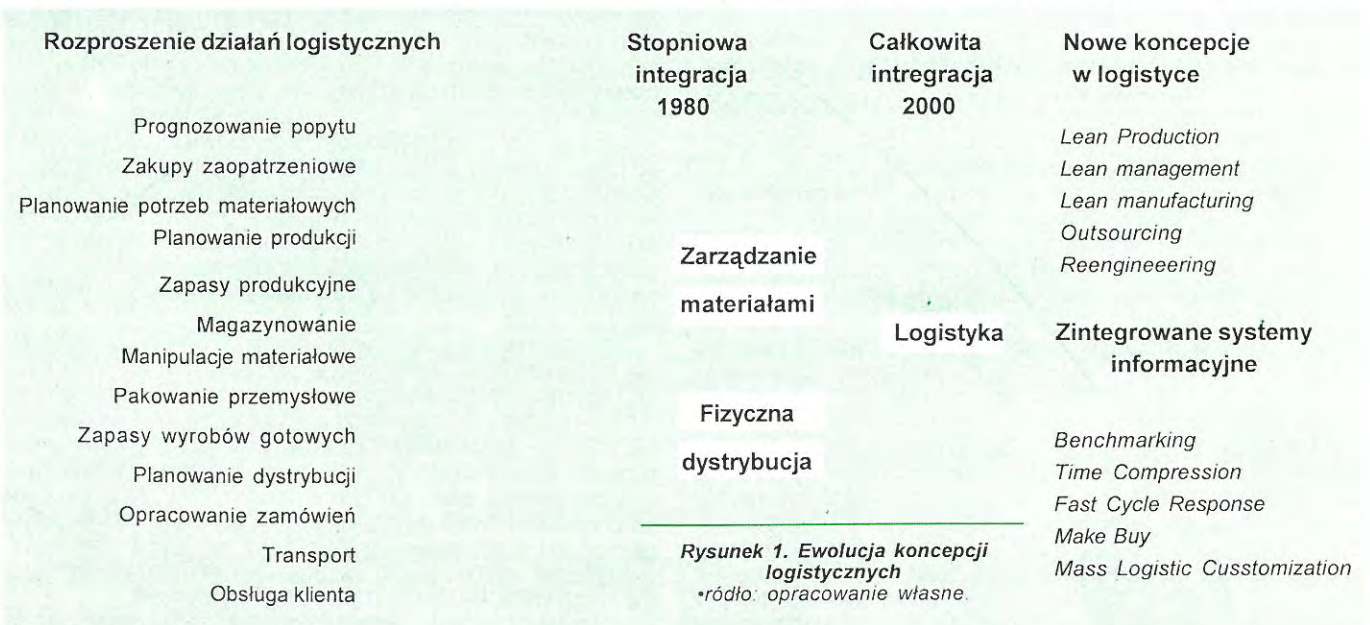 Rozproszenie działań logistycznych
Prognozowanie popytu
Zakupy zaopatrzeniowe
Planowanie potrzeb materiałowych
Planowanie produkcji
Zapasy produkcyjne
Magazynowanie
Manipulacje materiałowe
Pakowanie przemysłowe
Zapasy wyrobów gotowych
Planowanie dystrybucji
Opracowanie zamówień
Transport
Obsługa klienta
Stopniowa
integracja
1980
Zarządzanie
materiałami
Fizyczna
dystrybucja
Całkowita
intregracja
2000
Logistyka
Nowe koncepcje
w logistyce
Lean Production
Lean management
Lean manufacturing
Outsourcing
Reengineeering
Zintegrowane systemy
informacyjne
Benchmarking
Time Compression
Fast Cycle Response
Make Buy
Mass Logistic Cusstomization
Rysunek 1. Ewolucja koncepcji
logistycznych
•ródło: opracowanie własne.